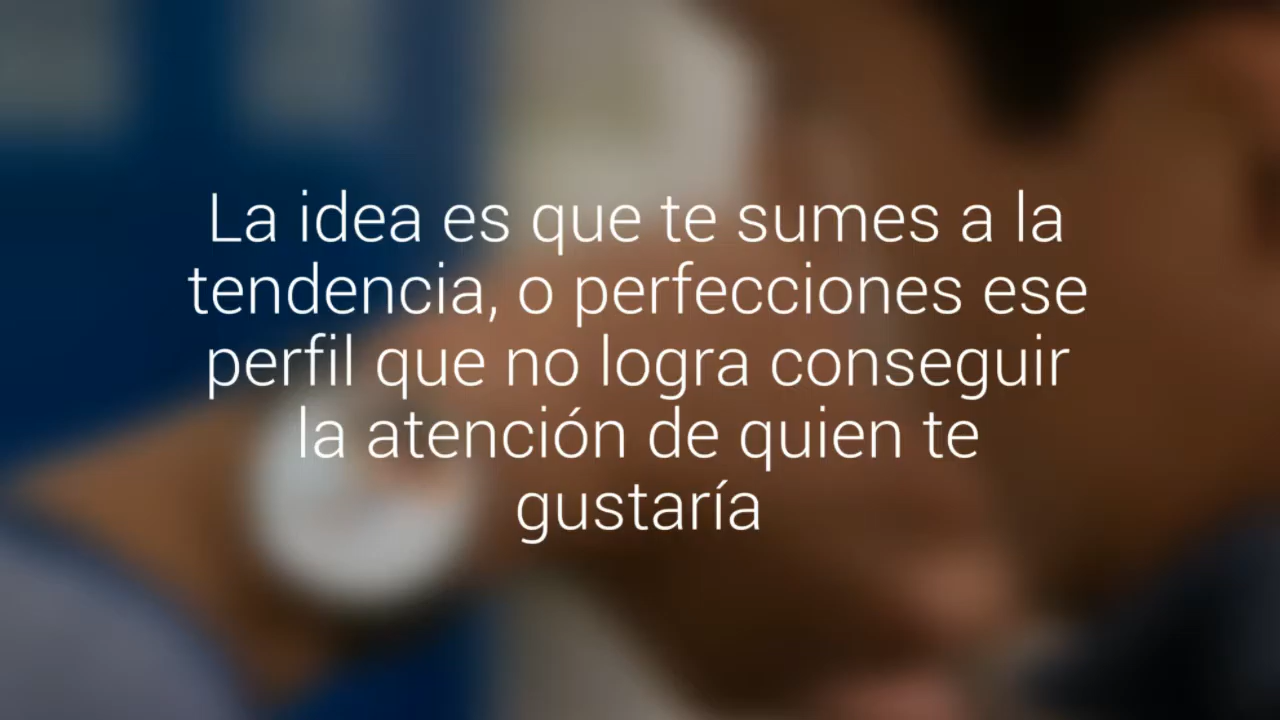 La idea es que te sumes a la
tendencia, o perfecciones ese
perfil que no logra conseguir
la atención de quien te
gustaría